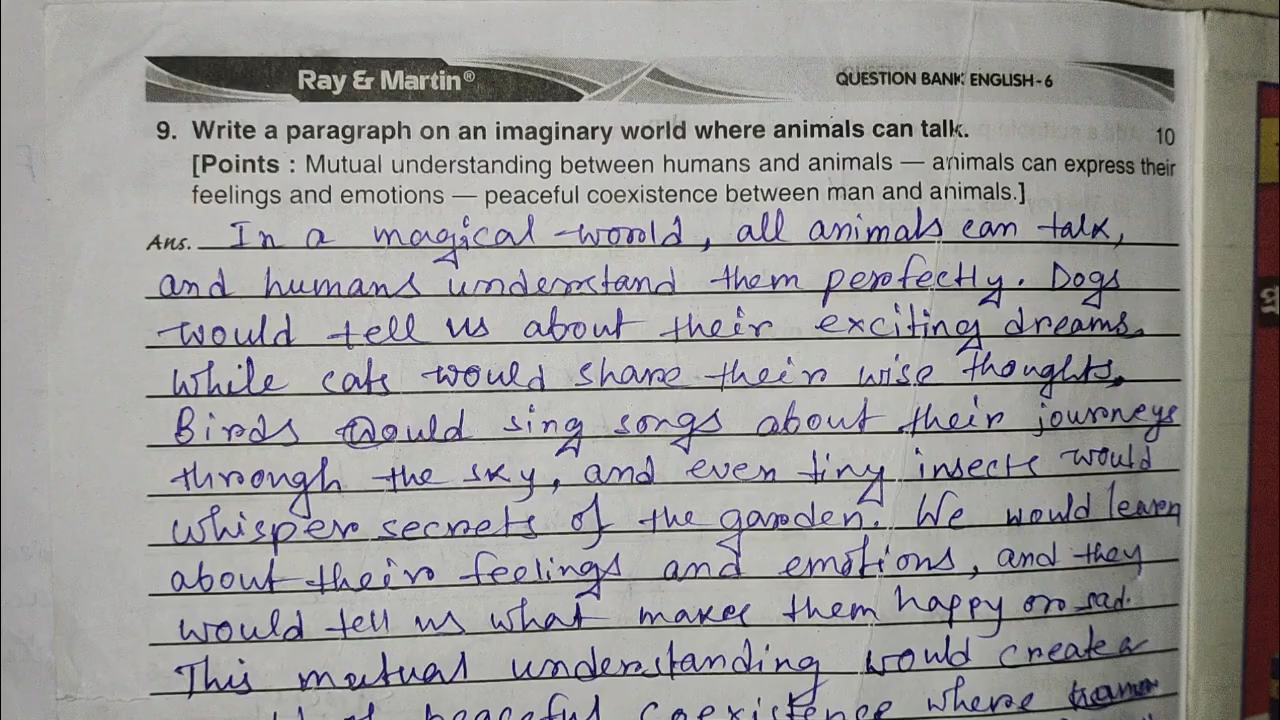 Ray & Martin®
QUESTION BANK ENGLISH-6
9. Write a paragraph on an imaginary world where animals can talk. 10
[Points : Mutual understanding between humans and animals — animals can express their
feelings and emotions — peaceful coexistence between man and animals.]
Ans. In a magical world, all animals can talk,
and humans understand them perfectly. Dogs
would tell us about their exciting dreams,
while cats would share their wise thoughts.
Birds would sing songs about their journeys
through the sky, and even tiny insects would
whisper secrets of the garden. We would learn
about their feelings and emotions, and they
would tell us what makes them happy or sad.
This mutual understanding would create a
peaceful coexistence where